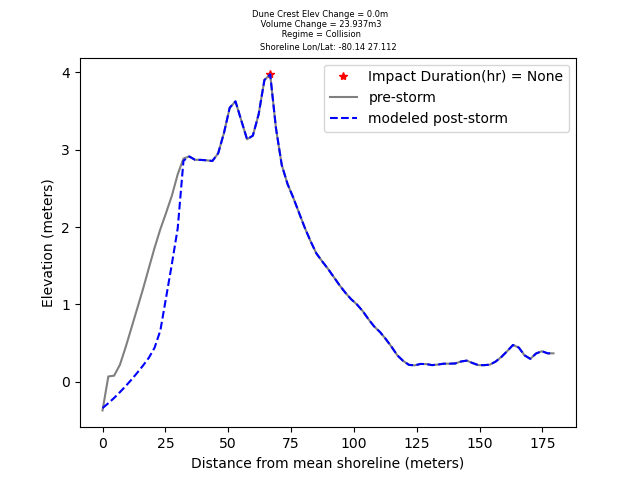 Dune Crest Elev Change = 0.0m
Volume Change = 23.937m3
Regime = Collision
Shoreline Lon/Lat: -80.14 27.112
Impact Duration(hr) = None
pre-storm
modeled post-storm
4
3
2
1
0
Elevation (meters)
0 25 50 75 100 125 150 175
Distance from mean shoreline (meters)